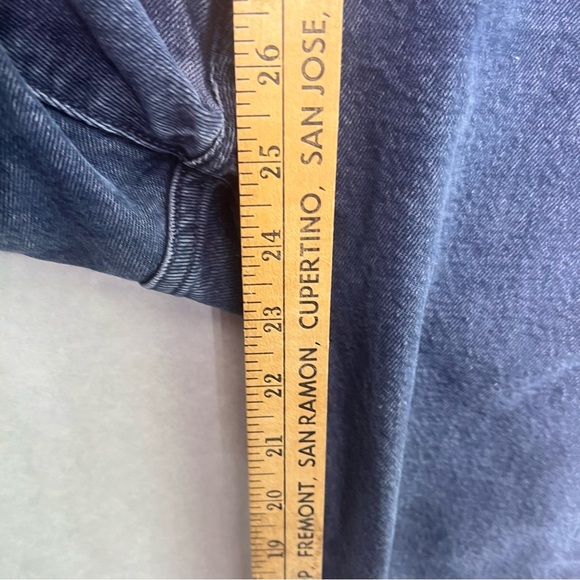 P, FREMONT, SAN RAMON, CUPERTINO, SAN JOSE,
19 20 21 22 23 24 25 26